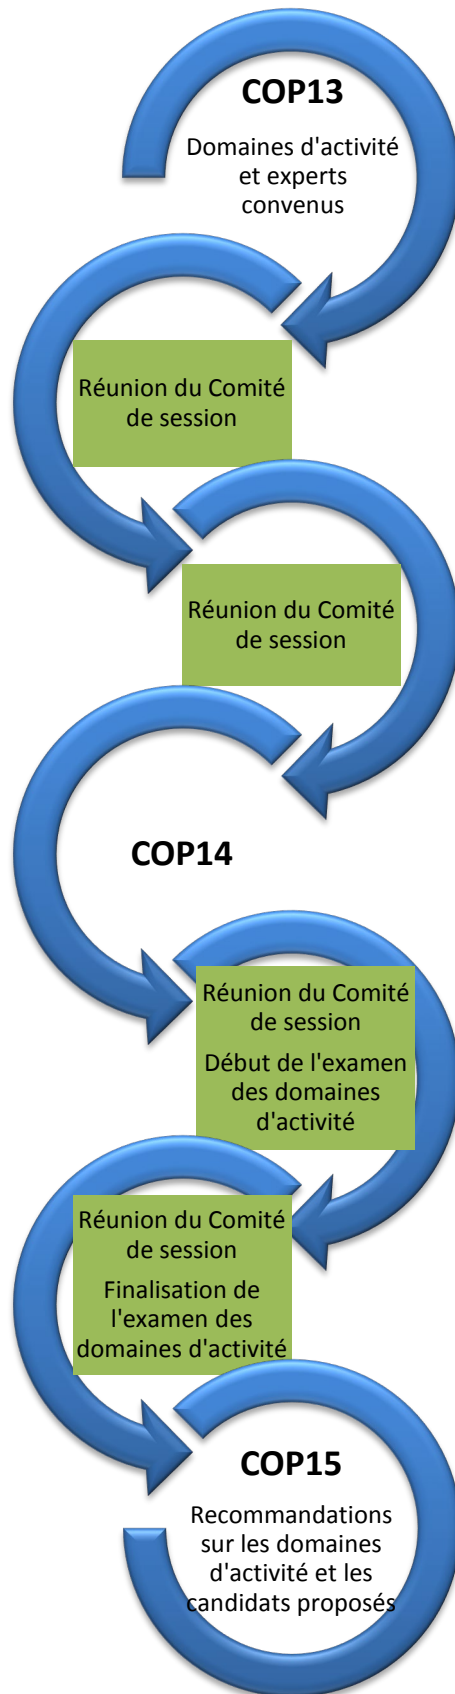 COP13
Domaines d'activité
et experts
convenus
Réunion du Comité
de session
Réunion du Comité
de session
COP14
Réunion du Comité
de session
Début de l'examen
des domaines
d'activité
Réunion du Comité
de session
Finalisation de
l'examen des
domaines d'activité
COP15
Recommandations
sur les domaines
d'activité et les
candidats proposés